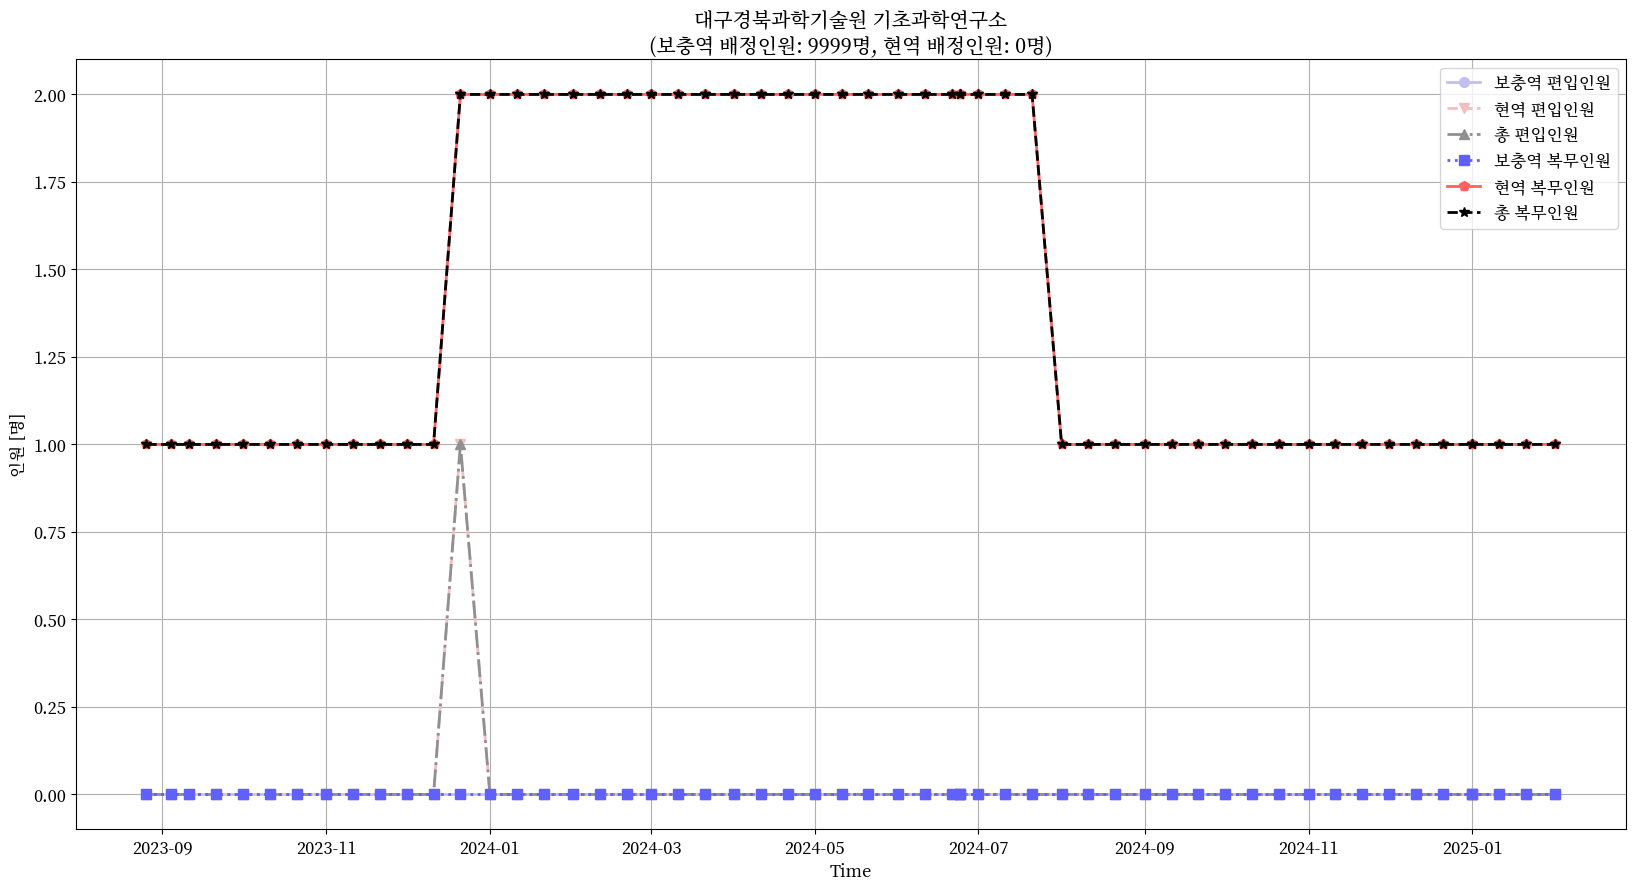 대구경북과학기술원 기초과학연구소
(보충역 배정인원: 9999명, 현역 배정인원: 0명)
보충역 편입인원
현역 편입인원
총 편입인원
보충역 복무인원
현역 복무인원
총 복무인원
인원 [명]
2.00
1.75
1.50
1.25
1.00
0.75
0.50
0.25
0.00
2023-09
2023-11
2024-01
2024-03
2024-05
2024-07
2024-09
2024-11
2025-01
Time